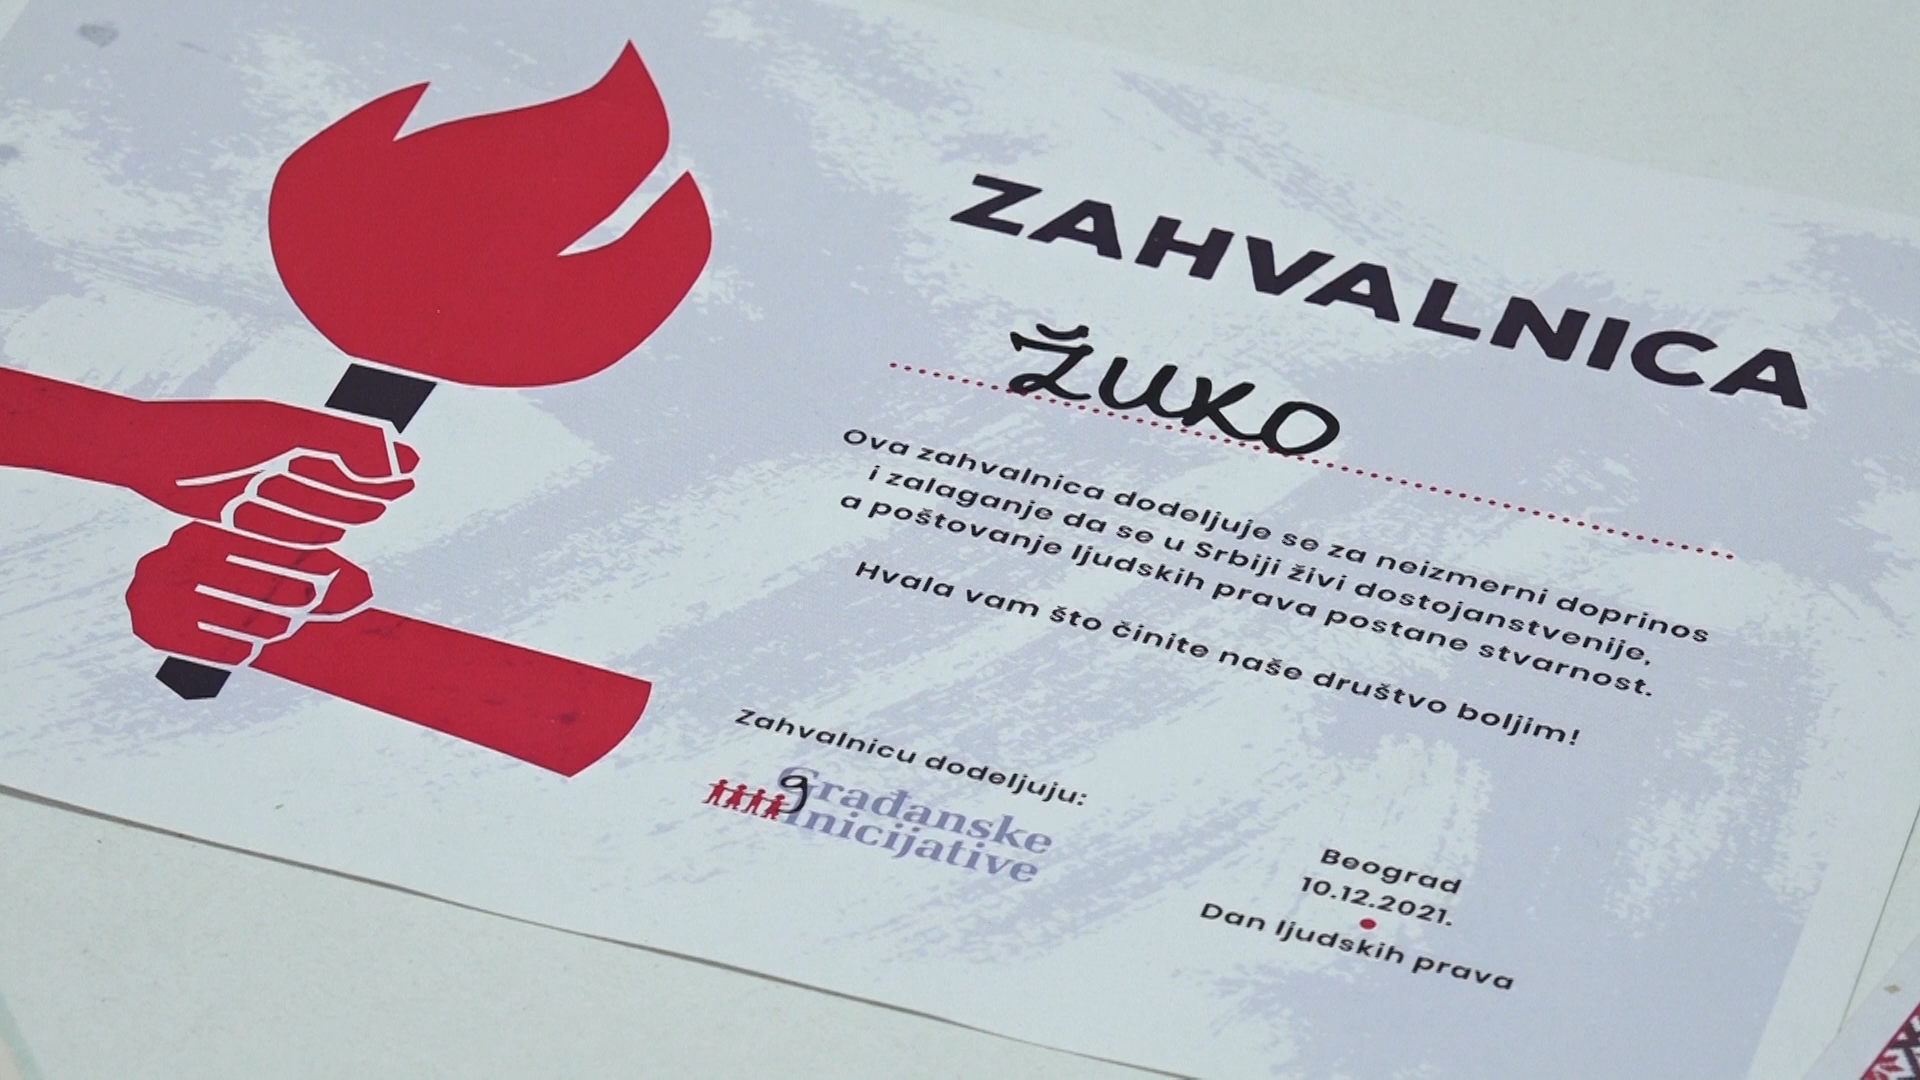 ZAHVALNICA
Žuko
Ova zahvalnica dodeljuje se za neizmerni doprinos
i zalaganje da se u Srbiji živi dostojanstvenije,
a poštovanje ljudskih prava postane stvarnost.
Hvala vam što činite naše društvo boljim!
Zahvalnicu dodeljuju:
Građanske
Inicijative
Beograd
10.12.2021.
Dan ljudskih prava